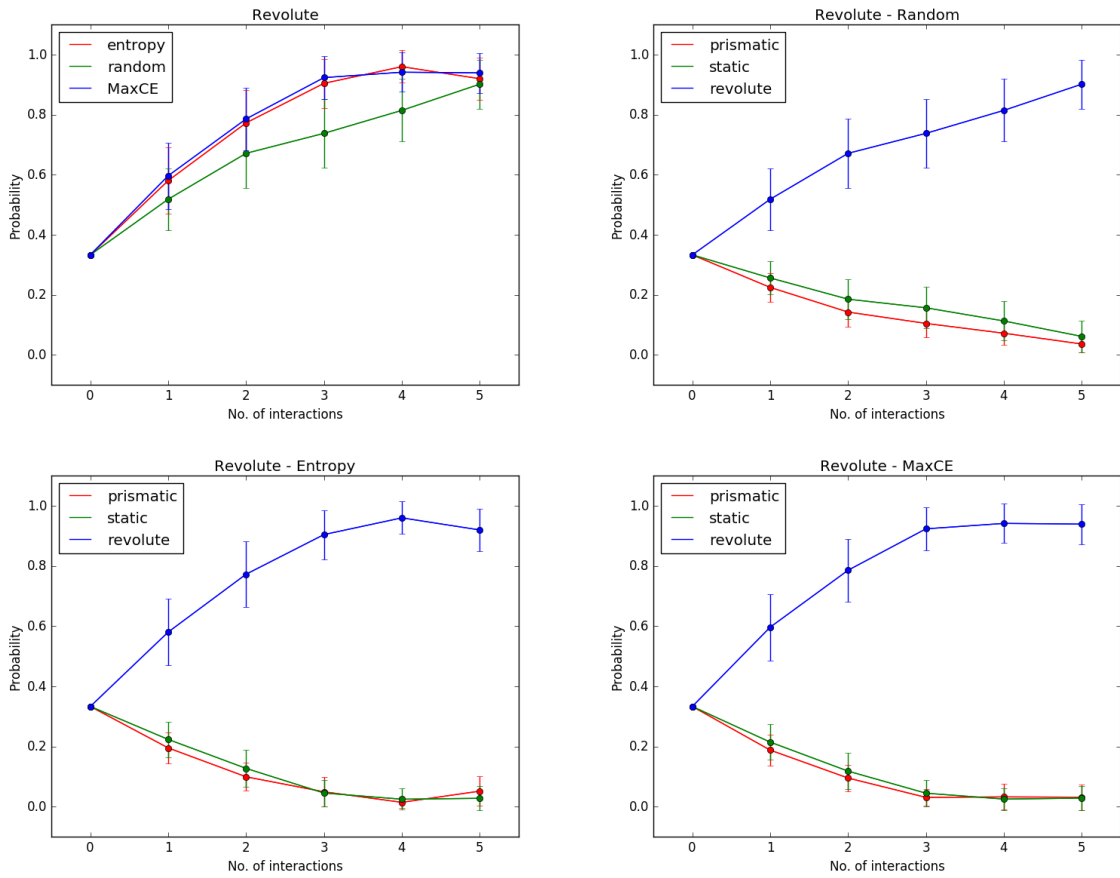 Revolute
entropy
random
MaxCE
1.0
0.8
0.6
0.4
0.2
0.0
Probability
0 1 2 3 4 5
No. of interactions
Revolute - Random
prismatic
static
revolute
1.0
0.8
0.6
0.4
0.2
0.0
Probability
0 1 2 3 4 5
No. of interactions
Revolute - Entropy
prismatic
static
revolute
1.0
0.8
0.6
0.4
0.2
0.0
Probability
0 1 2 3 4 5
No. of interactions
Revolute - MaxCE
prismatic
static
revolute
1.0
0.8
0.6
0.4
0.2
0.0
Probability
0 1 2 3 4 5
No. of interactions